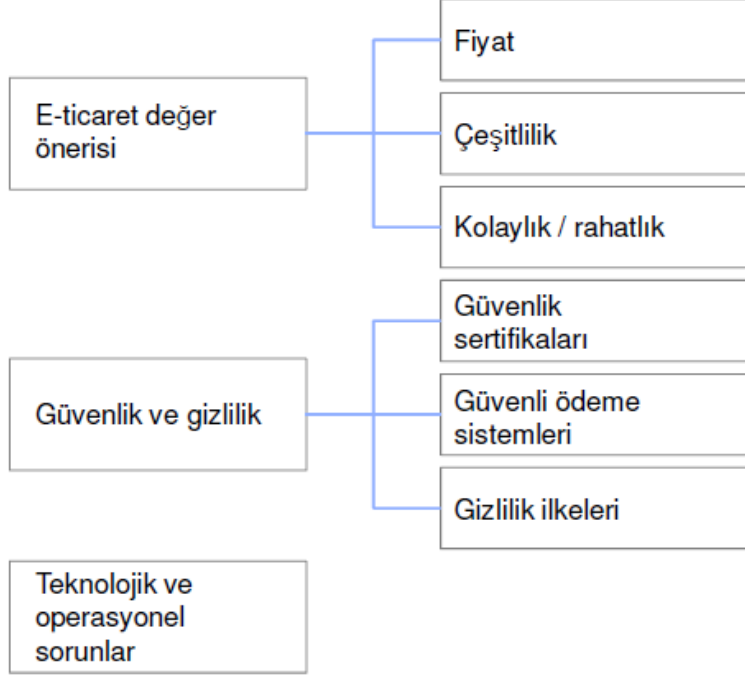 E-ticaret değer
önerisi
Fiyat
Çeşitlilik
Kolaylık / rahatlık
Güvenlik ve gizlilik
Güvenlik
sertifikaları
Güvenli ödeme
sistemleri
Gizlilik ilkeleri
Teknolojik ve
operasyonel
sorunlar